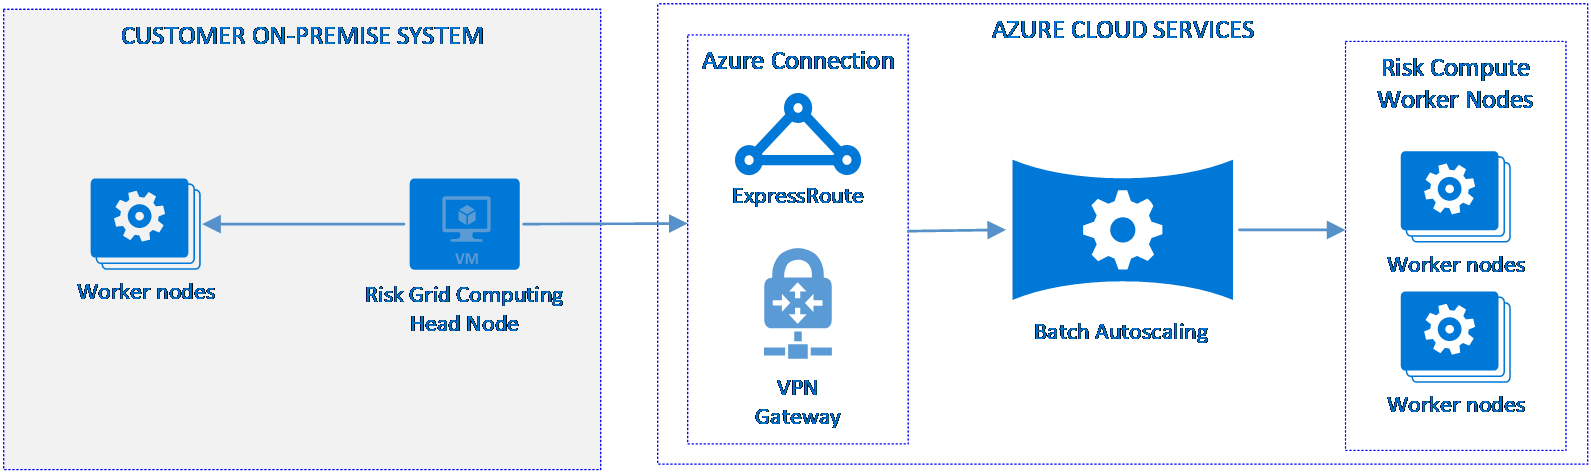 CUSTOMER ON-PREMISE SYSTEM
Worker nodes
VM
Risk Grid Computing
Head Node
AZURE CLOUD SERVICES
Azure Connection
ExpressRoute
VPN
Gateway
Batch Autoscaling
Risk Compute
Worker Nodes
Worker nodes
Worker nodes